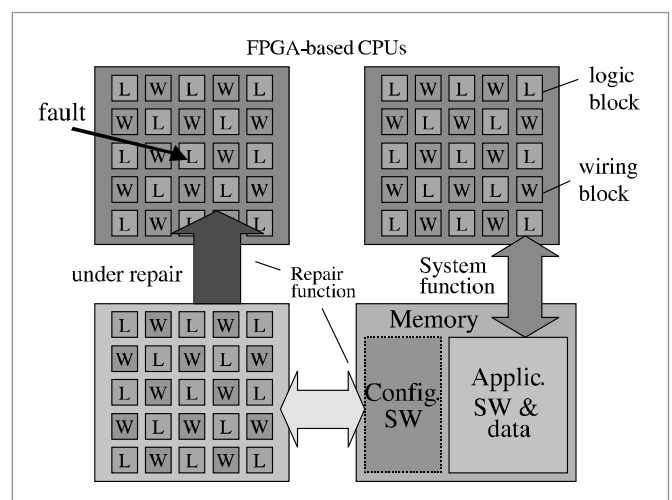 FPGA-based CPUs
L W L W L
W L W L W
L W L W L
W L W L W
L W L
fault
L W L W L
W L W L W
L W L W L
W L W L W
L W L W L
logic
block
wiring
block
under repair
Repair
function
System
function
L W L W L
W L W L W
L W L W L
W L W L W
L W L W L
Memory
Config.
SW
Applic.
SW &
data